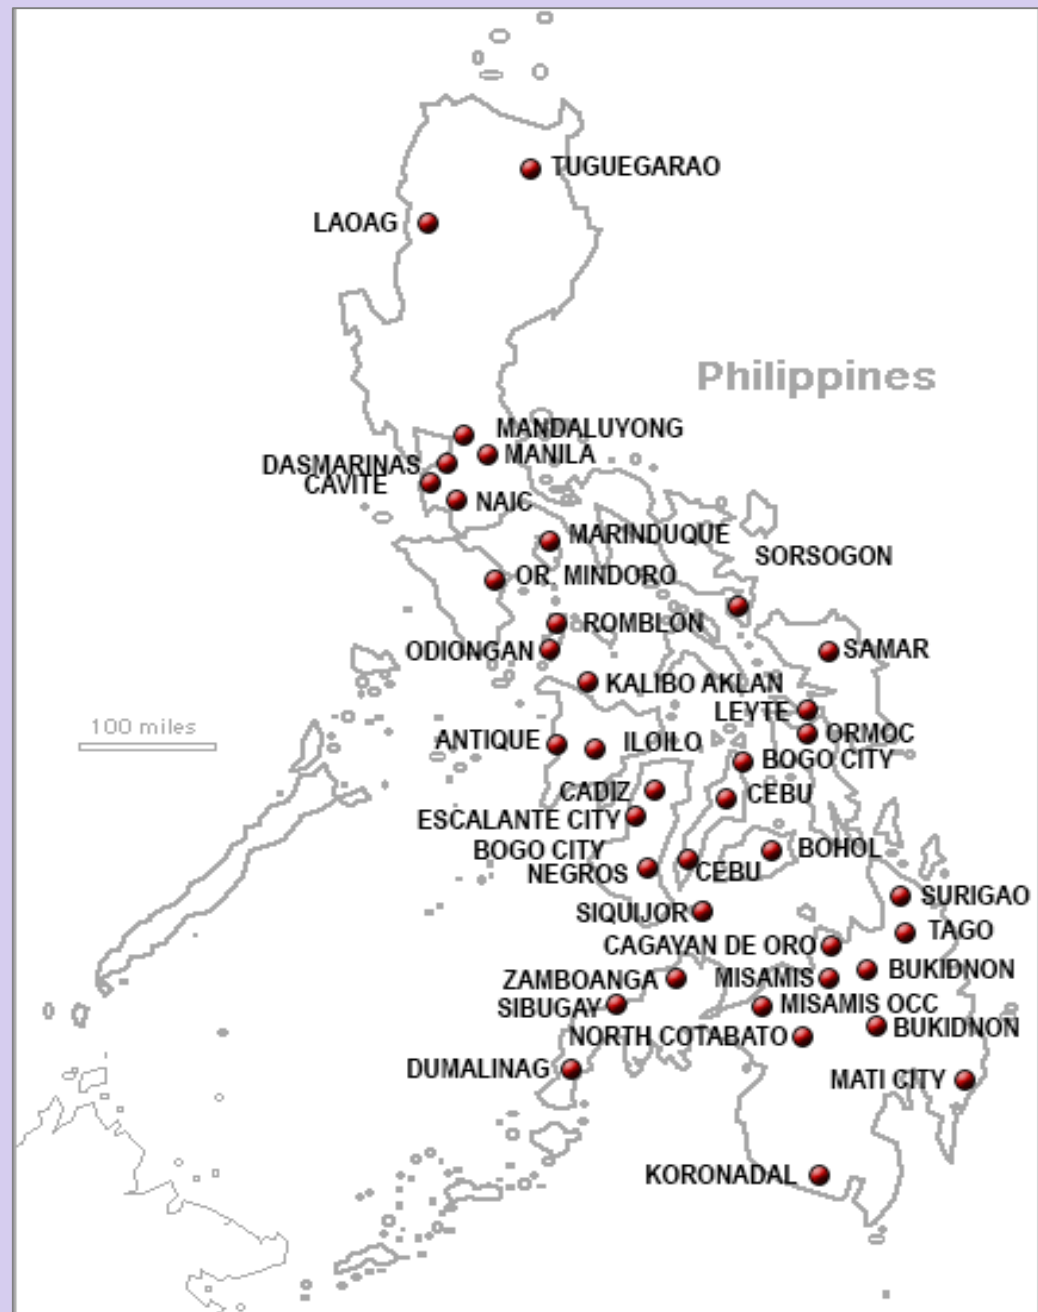 TUGUEGARAO
LAOAG
Philippines
MANDALUYONG
MANILA
DASMARINAS
CAVITE
NAIC
MARINDUQUE
SORSOGON
OR. MINDORO
ROMBLON
ODIONGAN
SAMAR
KALIBO AKLAN
LEYTE
100 miles
ORMOC
ANTIQUE
ILOILO
BOGO CITY
CADIZ
CEBU
ESCALANTE CITY
BOGO CITY
BOHOL
NEGROS
CEBU
SURIGAO
SIQUIJOR
TAGO
CAGAYAN DE ORO
BUKIDNON
ZAMBOANGA
MISAMIS
SIBUGAY
MISAMIS OCC
BUKIDNON
NORTH COTABATO
DUMALINAG
MATI CITY
KORONADAL